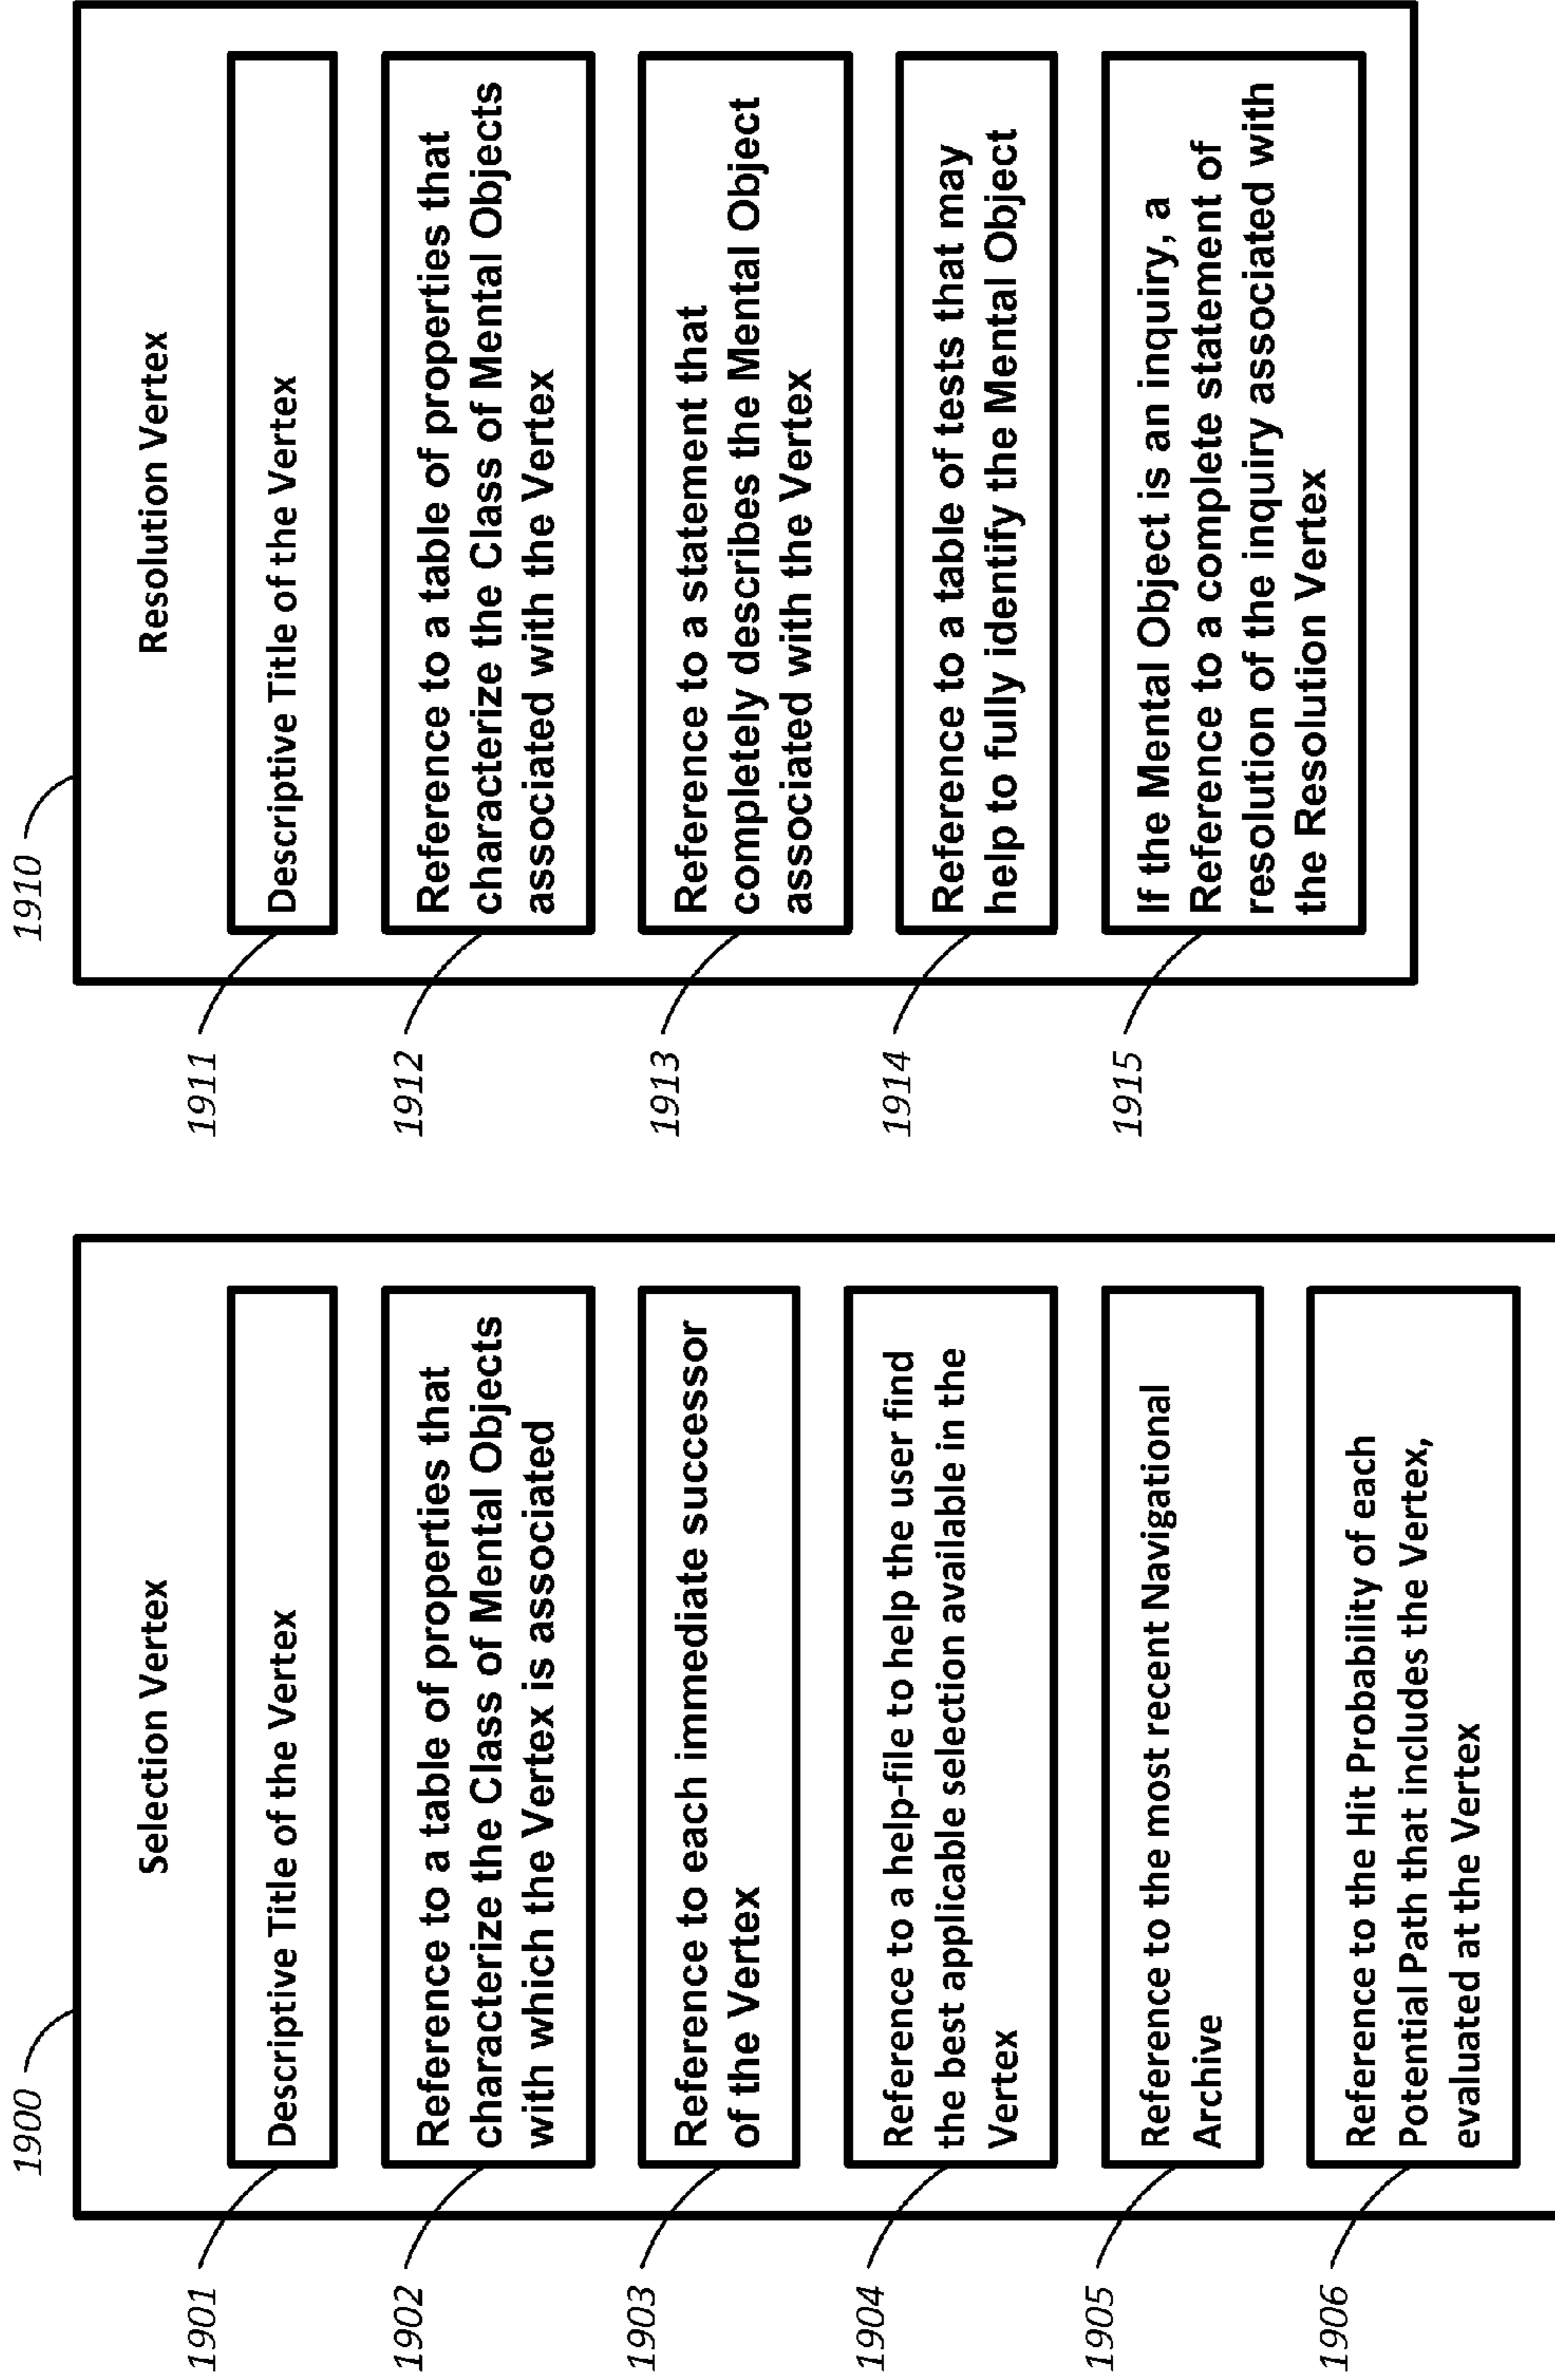 1900
Selection Vertex
1901
Descriptive Title of the Vertex
1902
Reference to a table of properties that
characterize the Class of Mental Objects
with which the Vertex is associated
1903
Reference to each immediate successor
of the Vertex
1904
Reference to a help-file to help the user find
the best applicable selection available in the
Vertex
1905
Reference to the most recent Navigational
Archive
1906
Reference to the Hit Probability of each
Potential Path that includes the Vertex,
evaluated at the Vertex
1910
Resolution Vertex
1911
Descriptive Title of the Vertex
1912
Reference to a table of properties that
characterize the Class of Mental Objects
associated with the Vertex
1913
Reference to a statement that
completely describes the Mental Object
associated with the Vertex
1914
Reference to a table of tests that may
help to fully identify the Mental Object
1915
If the Mental Object is an inquiry, a
Reference to a complete statement of
resolution of the inquiry associated with
the Resolution Vertex